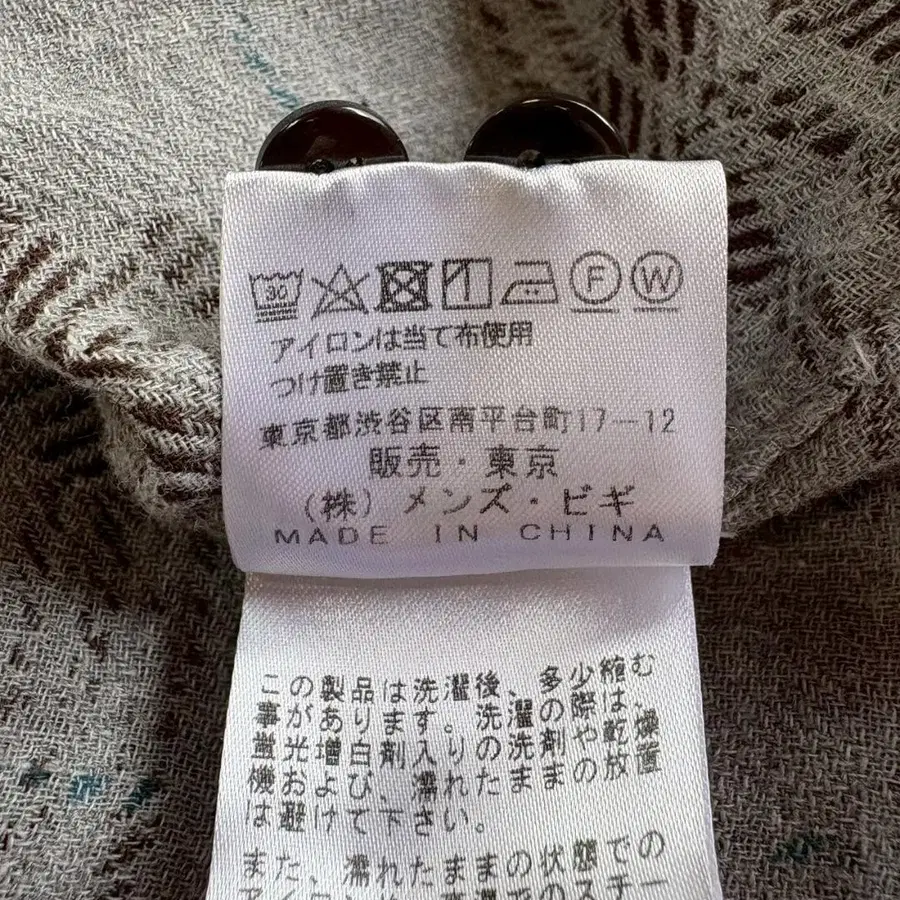 30 F W
アイロンは当て布使用
つけ置き禁止
東京都渋谷区南平台町17-12
販売・東京
(株) メンズ・ビギ
MADE IN CHINA
この製品は洗濯後、多少縮む
事があります。洗濯の際は、
蛍光増白剤入りの洗剤や乾燥
機および、濡れたままの放置
は避けて下さい。
また、濡れたままの状態での